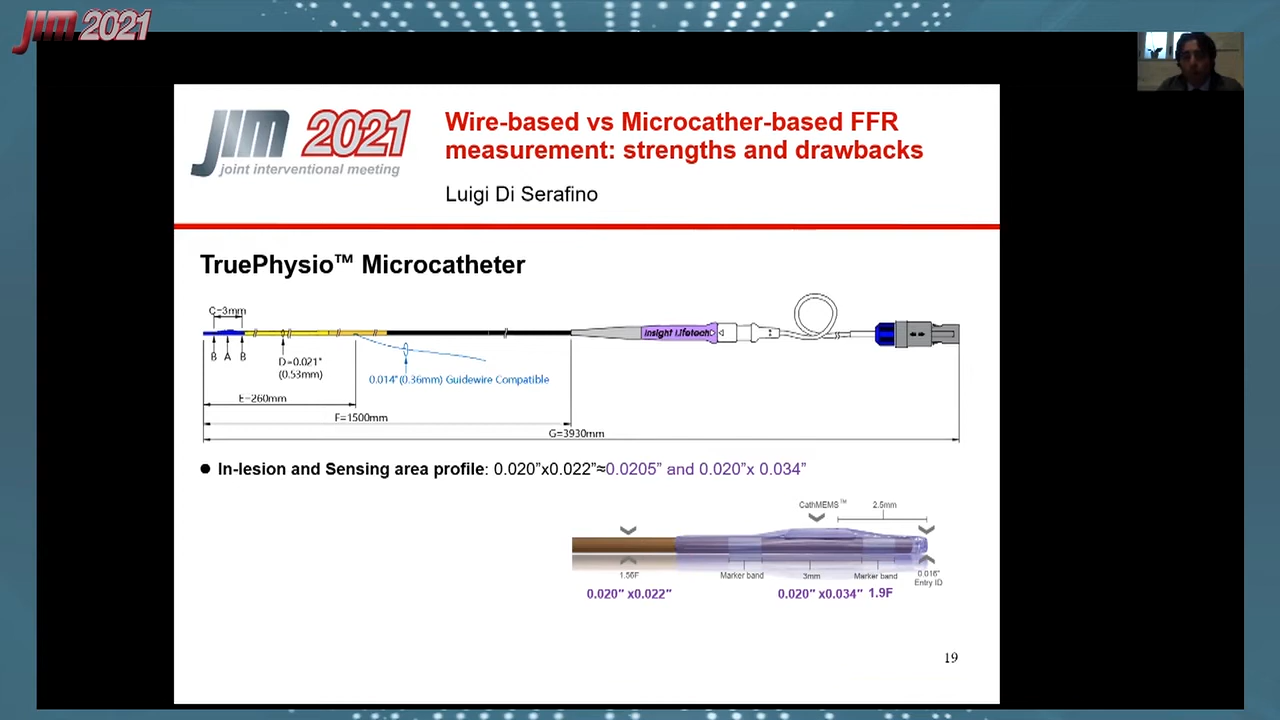 JIM 2021
JIM 2021
joint interventional meeting
Wire-based vs Microcather-based FFR
measurement: strengths and drawbacks
Luigi Di Serafino
TruePhysio™ Microcatheter
C=3mm
insight lifetech
B A B
D=0.021"
(0.53mm)
0.014"(0.36mm) Guidewire Compatible
E=260mm
F=1500mm
G=3930mm
● In-lesion and Sensing area profile: 0.020”x0.022”≈0.0205” and 0.020”x 0.034”
CathMEMS™
2.5mm
1.56F
Marker band
3mm
Marker band
0.016"
Entry ID
0.020” x0.022”
0.020” x0.034” 1.9F
19